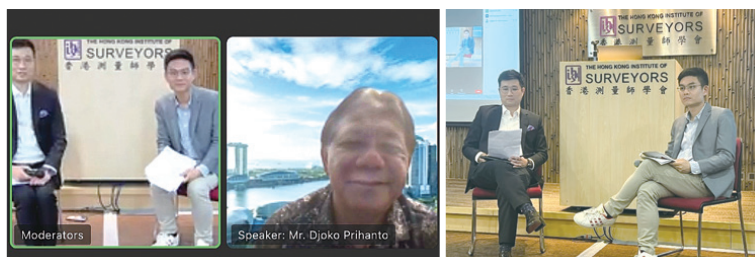 THE HONG KONG INSTITUTE OF
SURVEYORS
香港測量師學會
Moderators
Speaker: Mr. Djoko Prihanto
THE HONG KONG INSTITUTE OF
SURVEYORS
香港測量師學會
THE HONG KONG INSTITUTE OF
SURVEYORS
香港測量師學會